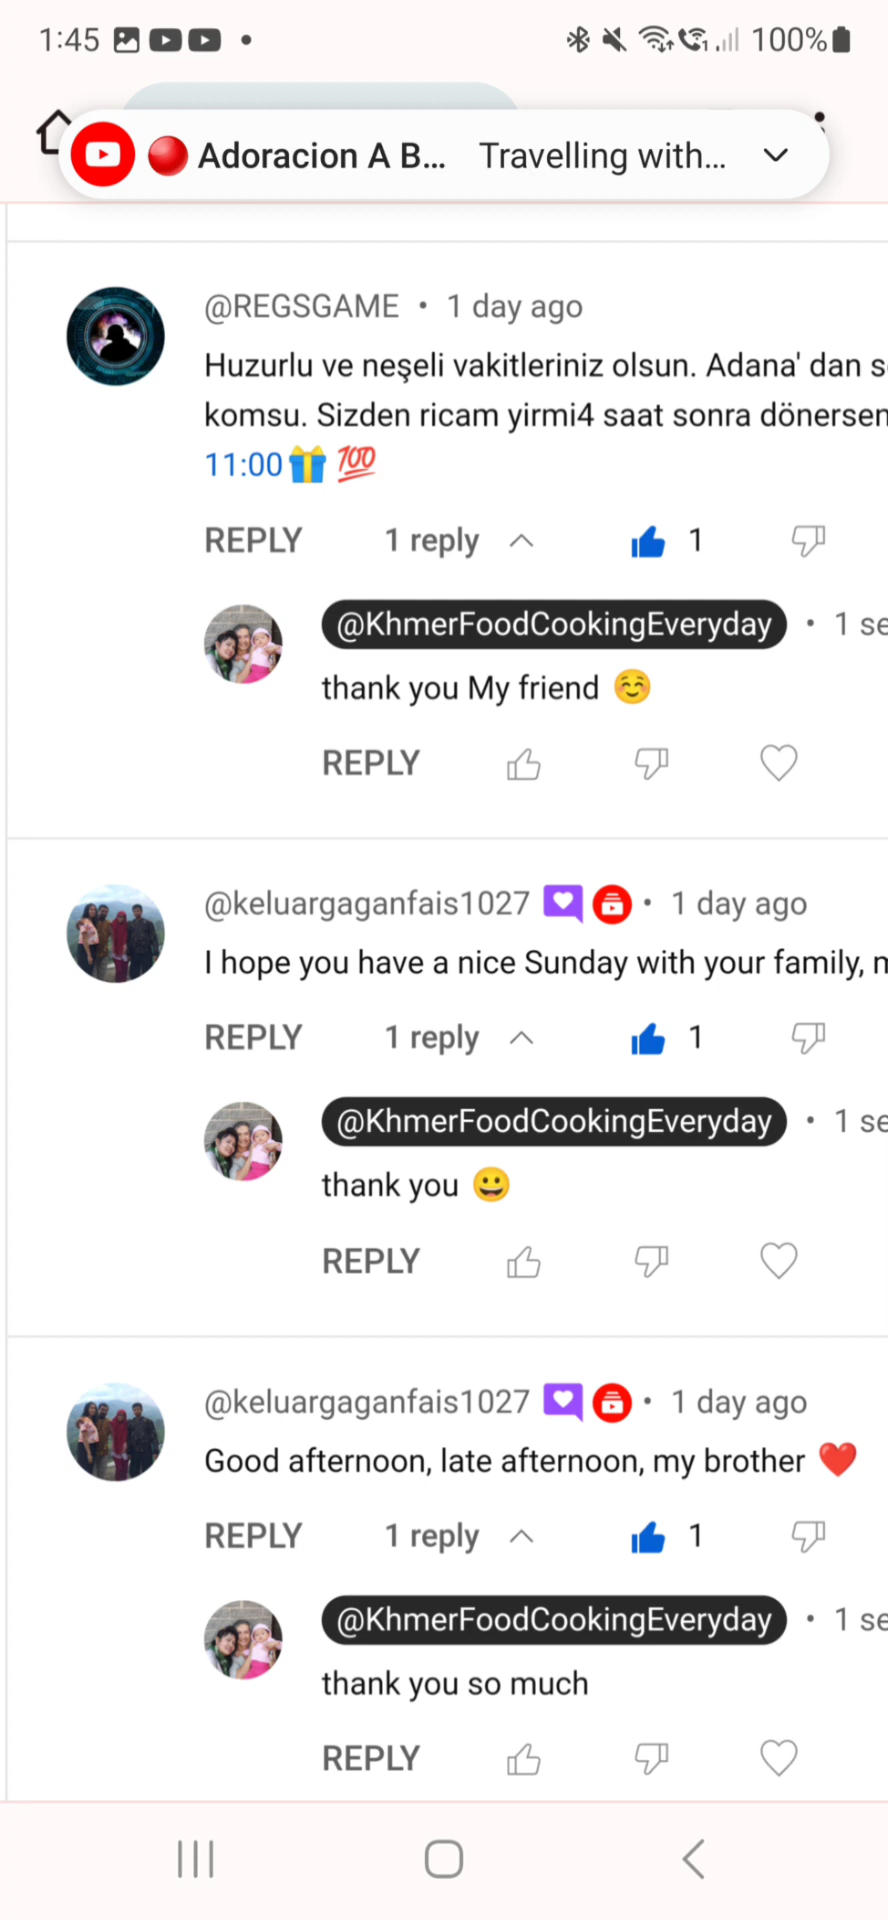 1:45
100%
Adoracion A B... Travelling with...
@REGSGAME • 1 day ago
Huzurlu ve neşeli vakitleriniz olsun. Adana' dan s
komsu. Sizden ricam yirmi4 saat sonra dönersen
11:00🎁 💯
REPLY 1 reply 1
@KhmerFoodCookingEveryday • 1 se
thank you My friend ☺️
REPLY
@keluargaganfais1027 • 1 day ago
I hope you have a nice Sunday with your family,
REPLY 1 reply 1
@KhmerFoodCookingEveryday • 1 se
thank you 😀
REPLY
@keluargaganfais1027 • 1 day ago
Good afternoon, late afternoon, my brother ❤️
REPLY 1 reply 1
@KhmerFoodCookingEveryday • 1 se
thank you so much
REPLY